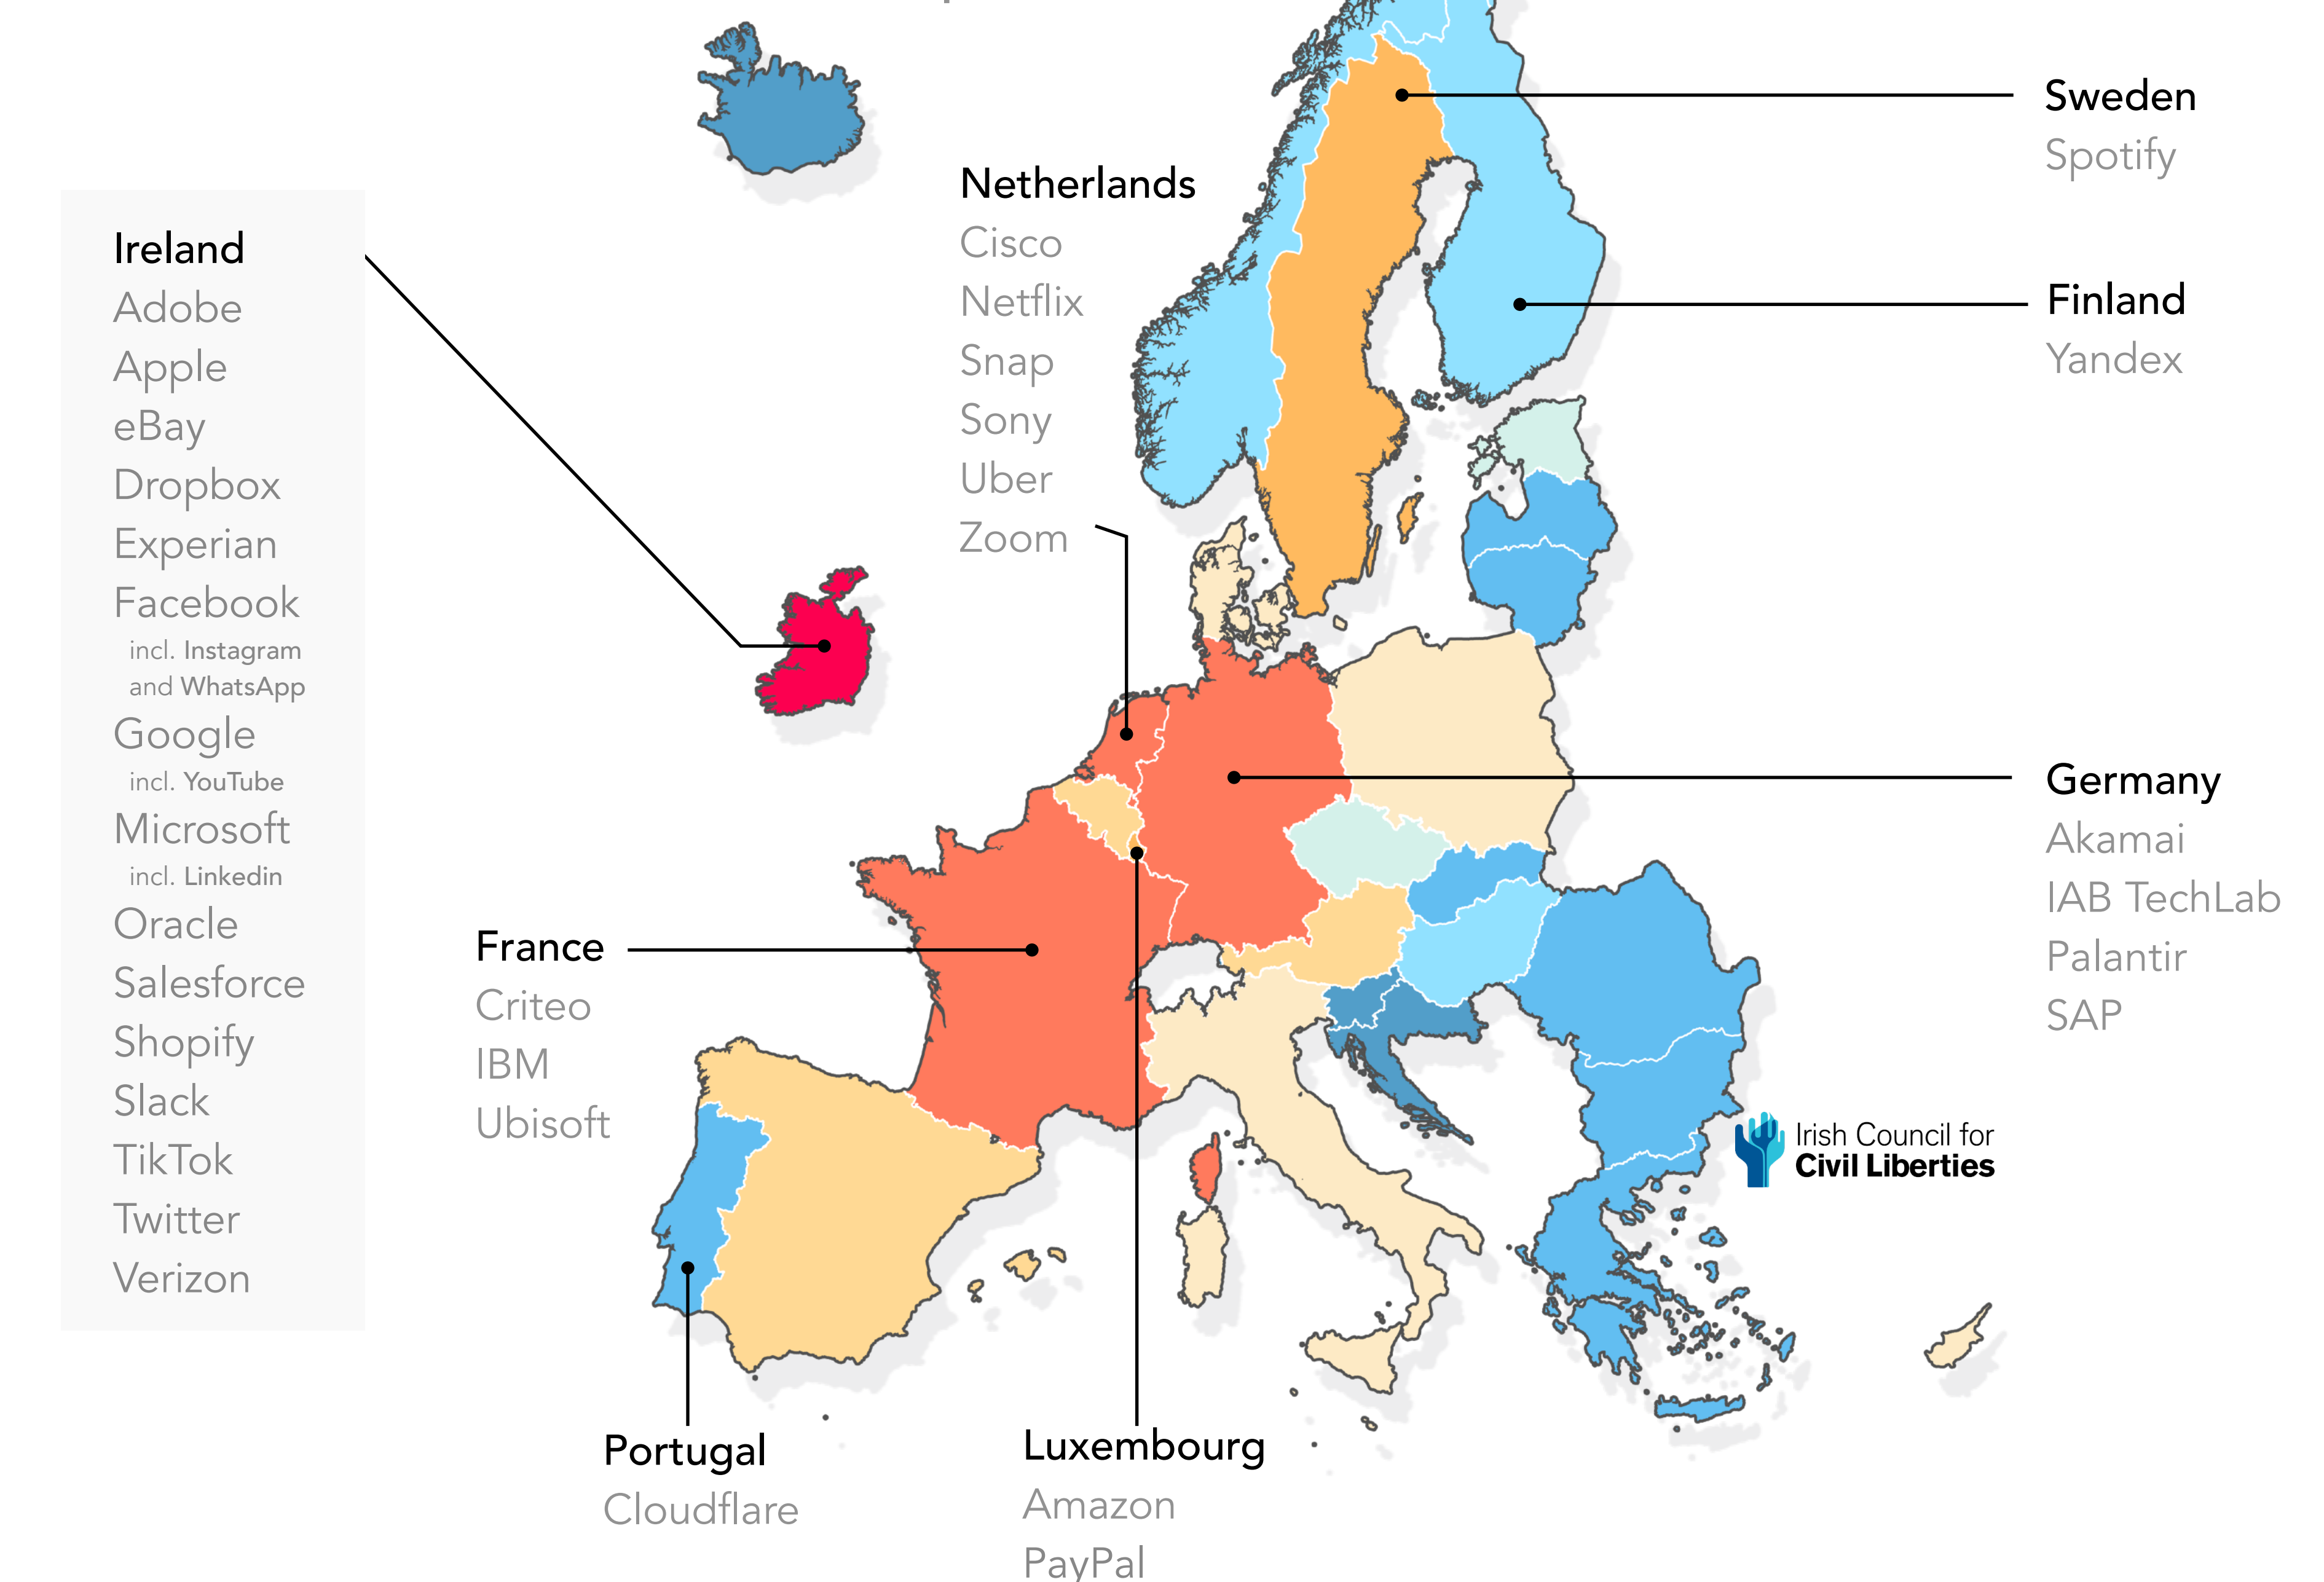 Ireland
Adobe
Apple
eBay
Dropbox
Experian
Facebook
incl. Instagram
and WhatsApp
Google
incl. YouTube
Microsoft
incl. Linkedin
Oracle
Salesforce
Shopify
Slack
TikTok
Twitter
Verizon
Netherlands
Cisco
Netflix
Snap
Sony
Uber
Zoom
Sweden
Spotify
Finland
Yandex
Germany
Akamai
IAB TechLab
Palantir
SAP
France
Criteo
IBM
Ubisoft
Irish Council for
Civil Liberties
Portugal
Cloudflare
Luxembourg
Amazon
PayPal